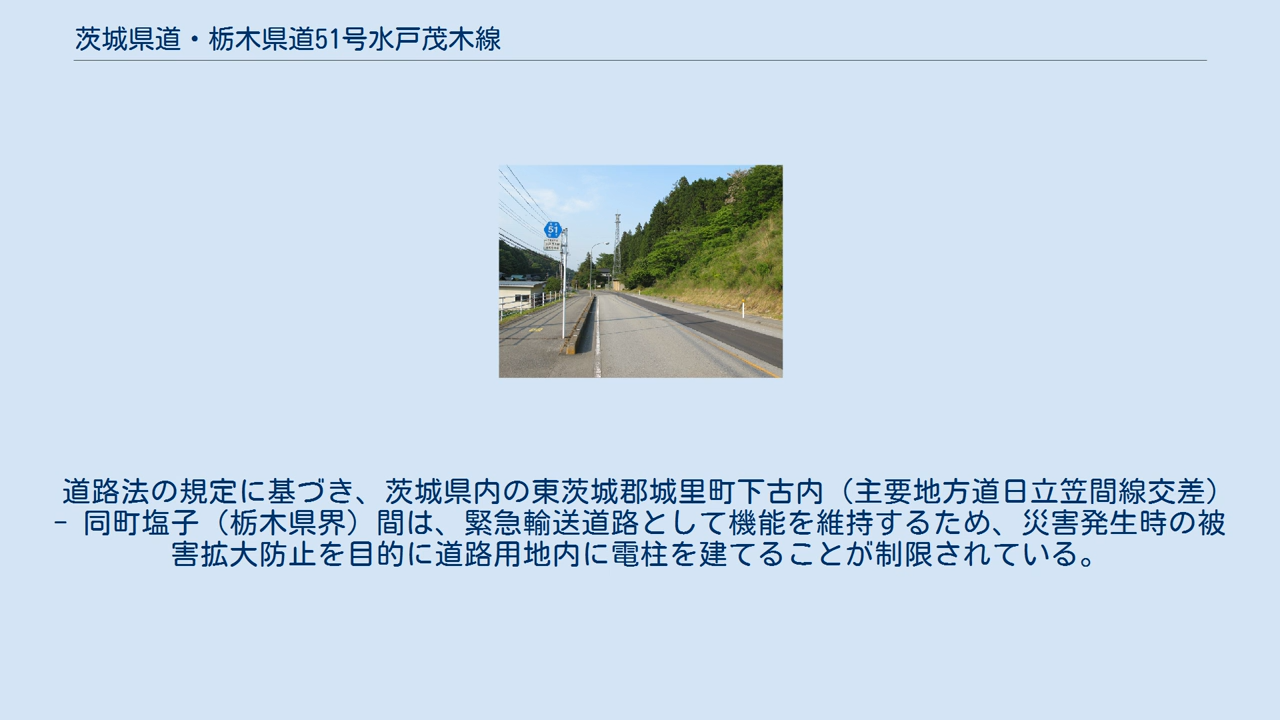 茨城県道・栃木県道51号水戸茂木線
51
道路法の規定に基づき、茨城県内の東茨城郡城里町下古内（主要地方道日立笠間線交差）
- 同町塩子（栃木県界）間は、緊急輸送道路として機能を維持するため、災害発生時の被
害拡大防止を目的に道路用地内に電柱を建てることが制限されている。